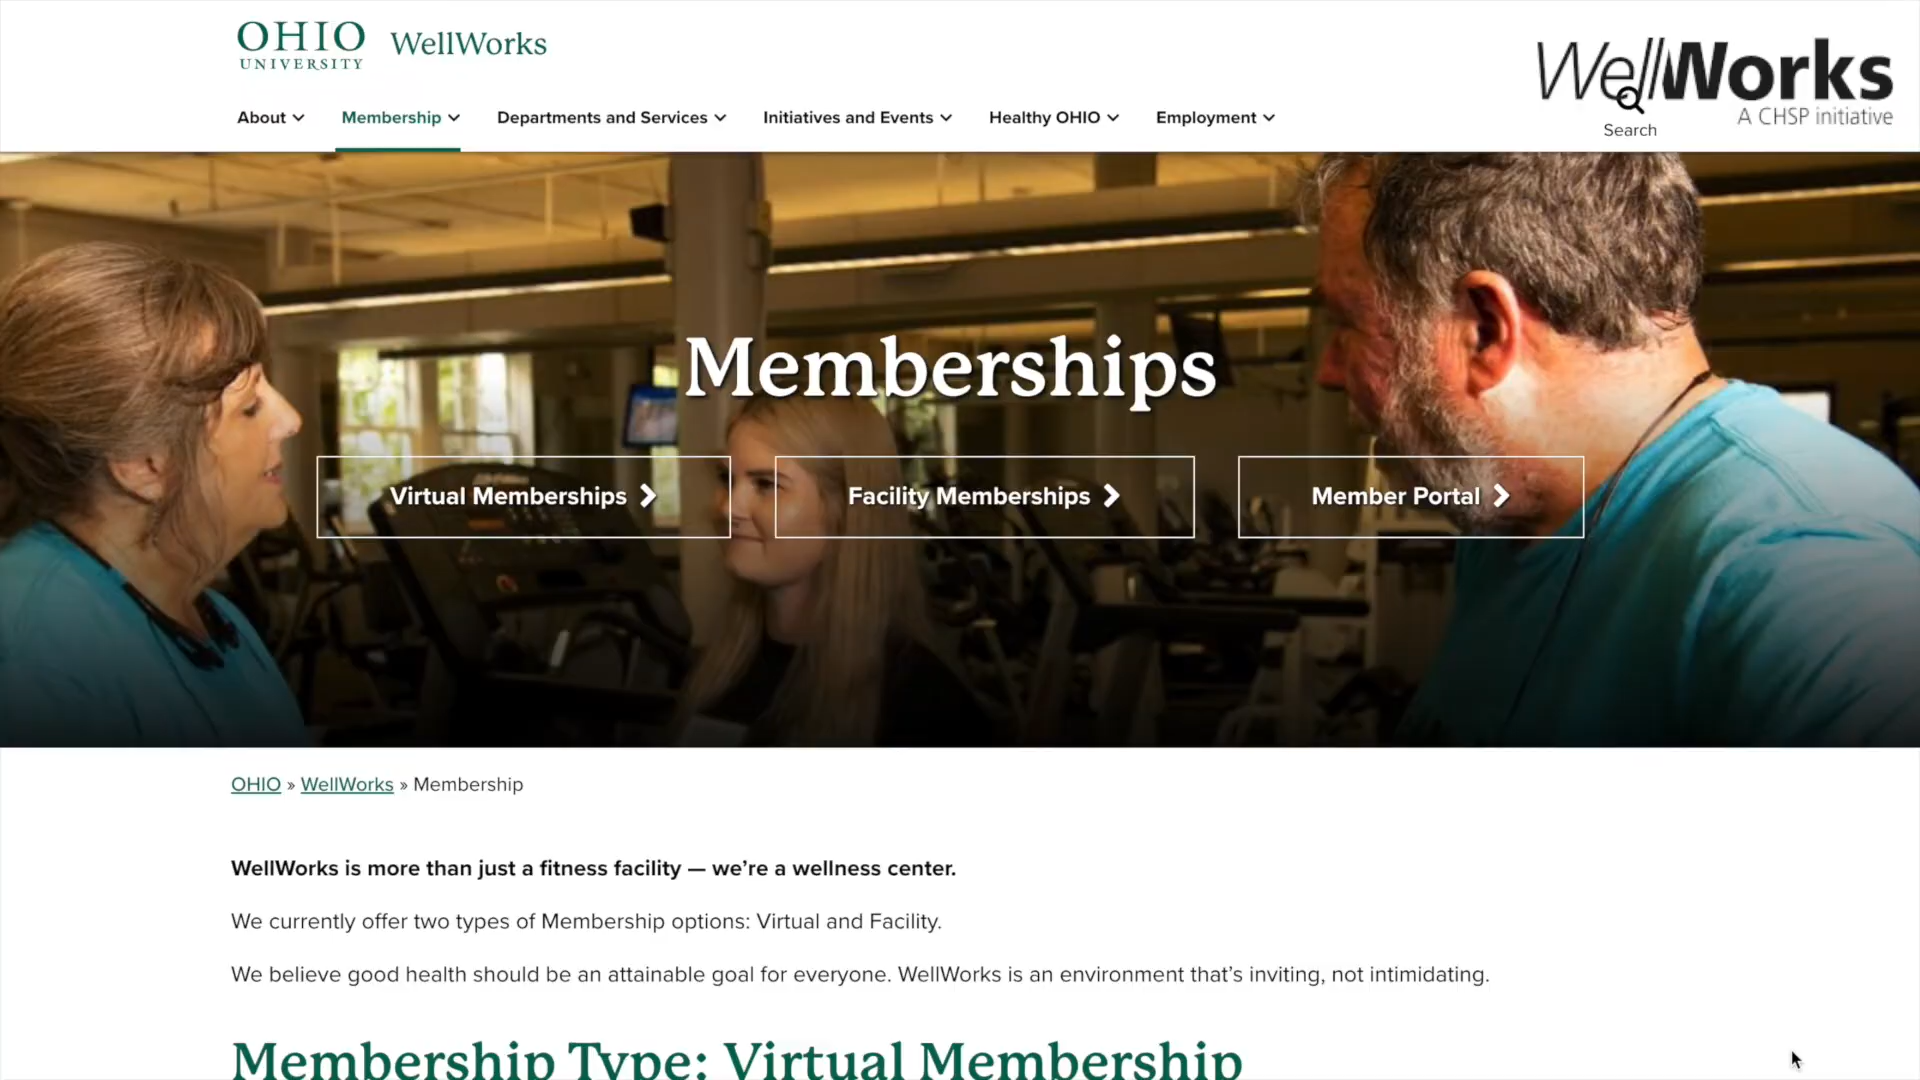 OHIO
UNIVERSITY
WellWorks
WellWorks
A CHSP initiative
About
Membership
Departments and Services
Initiatives and Events
Healthy OHIO
Employment
Search
Memberships
Virtual Memberships
Facility Memberships
Member Portal
OHIO » WellWorks » Membership
WellWorks is more than just a fitness facility — we’re a wellness center.
We currently offer two types of Membership options: Virtual and Facility.
We believe good health should be an attainable goal for everyone. WellWorks is an environment that’s inviting, not intimidating.
Membership Type: Virtual Membership